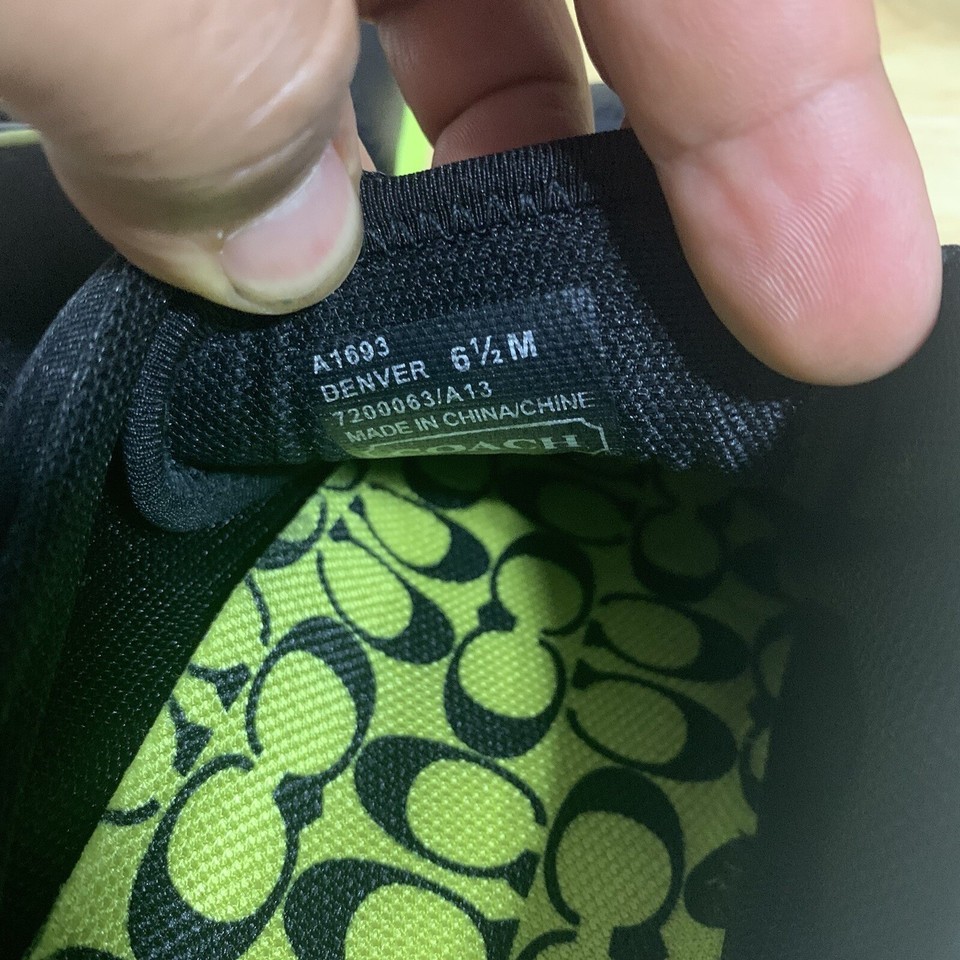 A1693
DENVER 6½ M
7200063/A13
MADE IN CHINA/CHINE
COACH